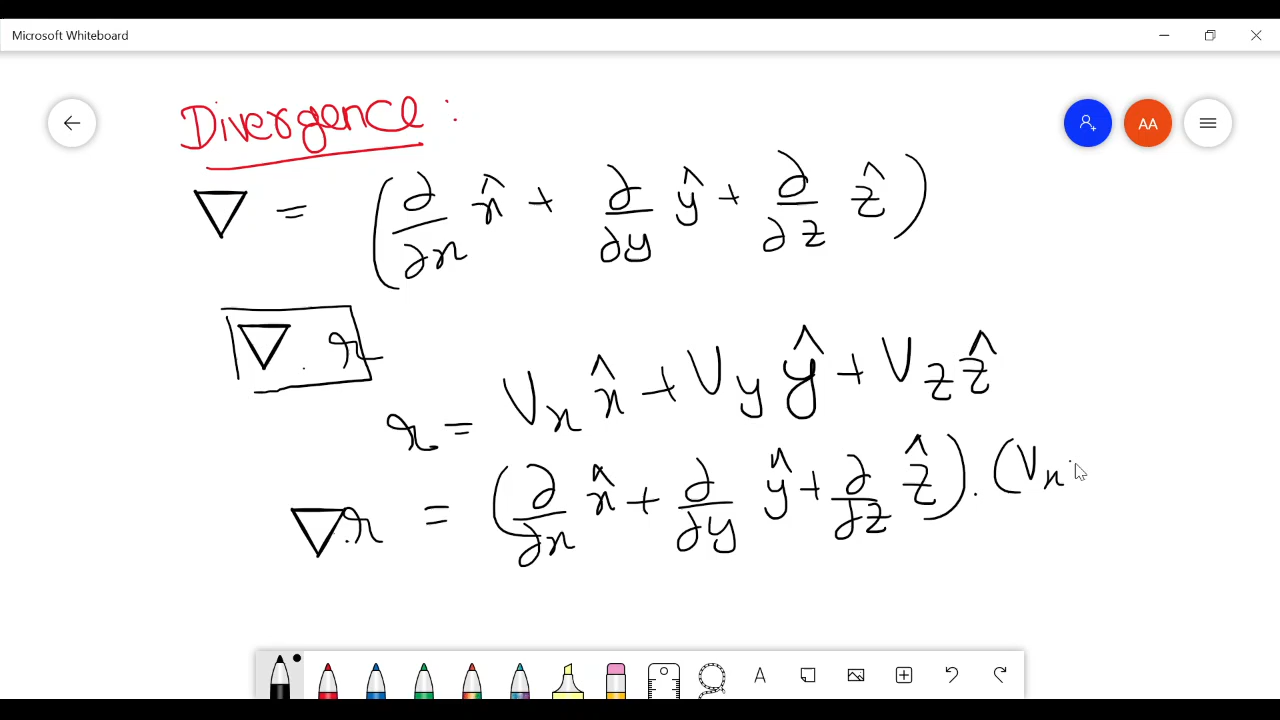 Microsoft Whiteboard
AA
Divergence :
▽ = (∂/∂x x̂ + ∂/∂y ŷ + ∂/∂z ẑ)
▽ . r
r = Vx x̂ + Vy ŷ + Vz ẑ
▽.r = (∂/∂x x̂ + ∂/∂y ŷ + ∂/∂z ẑ) . (Vx
A